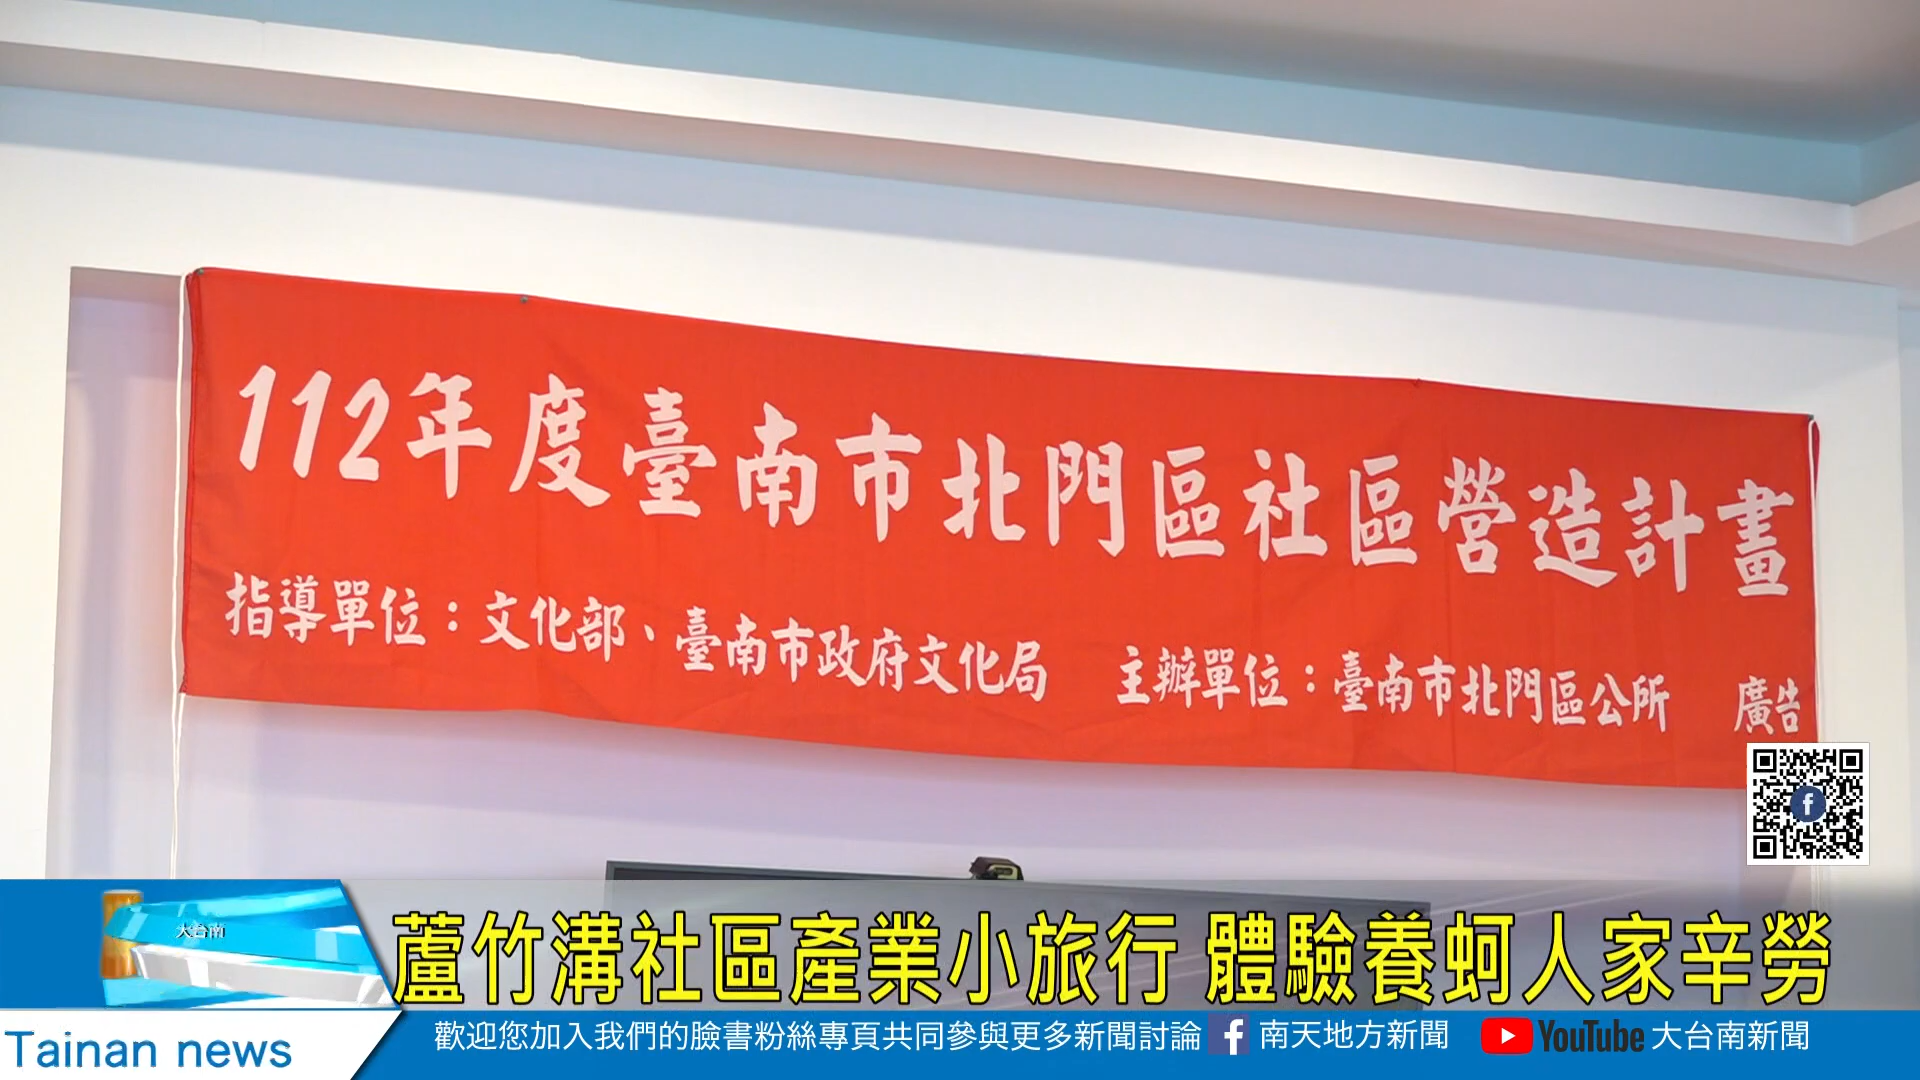 112年度臺南市北門區社區營造計畫
指導單位：文化部、臺南市政府文化局 主辦單位：臺南市北門區公所 廣告
大台南
蘆竹溝社區產業小旅行 體驗養蚵人家辛勞
Tainan news
歡迎您加入我們的臉書粉絲專頁共同參與更多新聞討論 f 南天地方新聞 YouTube 大台南新聞